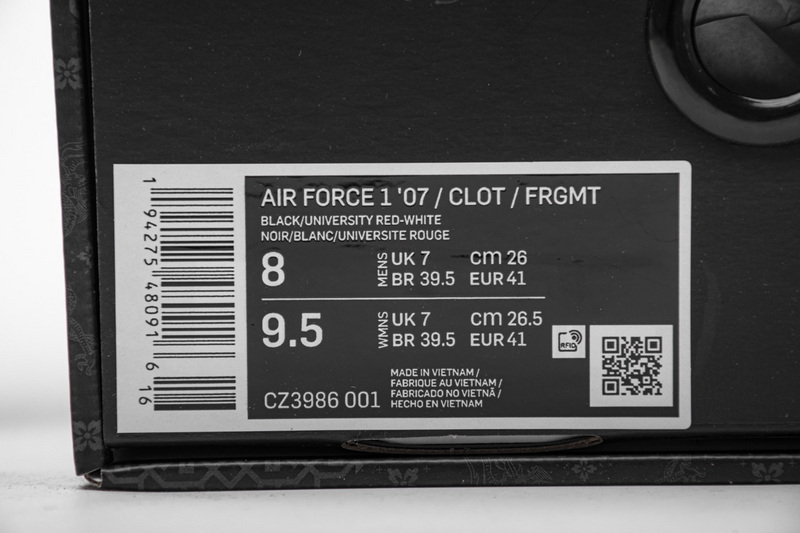 AIR FORCE 1 '07 / CLOT / FRGMT
BLACK/UNIVERSITY RED-WHITE
NOIR/BLANC/UNIVERSITE ROUGE
8 MENS UK 7 cm 26
BR 39.5 EUR 41
9.5 WMNS UK 7 cm 26.5
BR 39.5 EUR 41
RFID
MADE IN VIETNAM /
FABRIQUE AU VIETNAM /
FABRICADO NO VIETNÃ /
HECHO EN VIETNAM
CZ3986 001
1 94275 48091 6 16